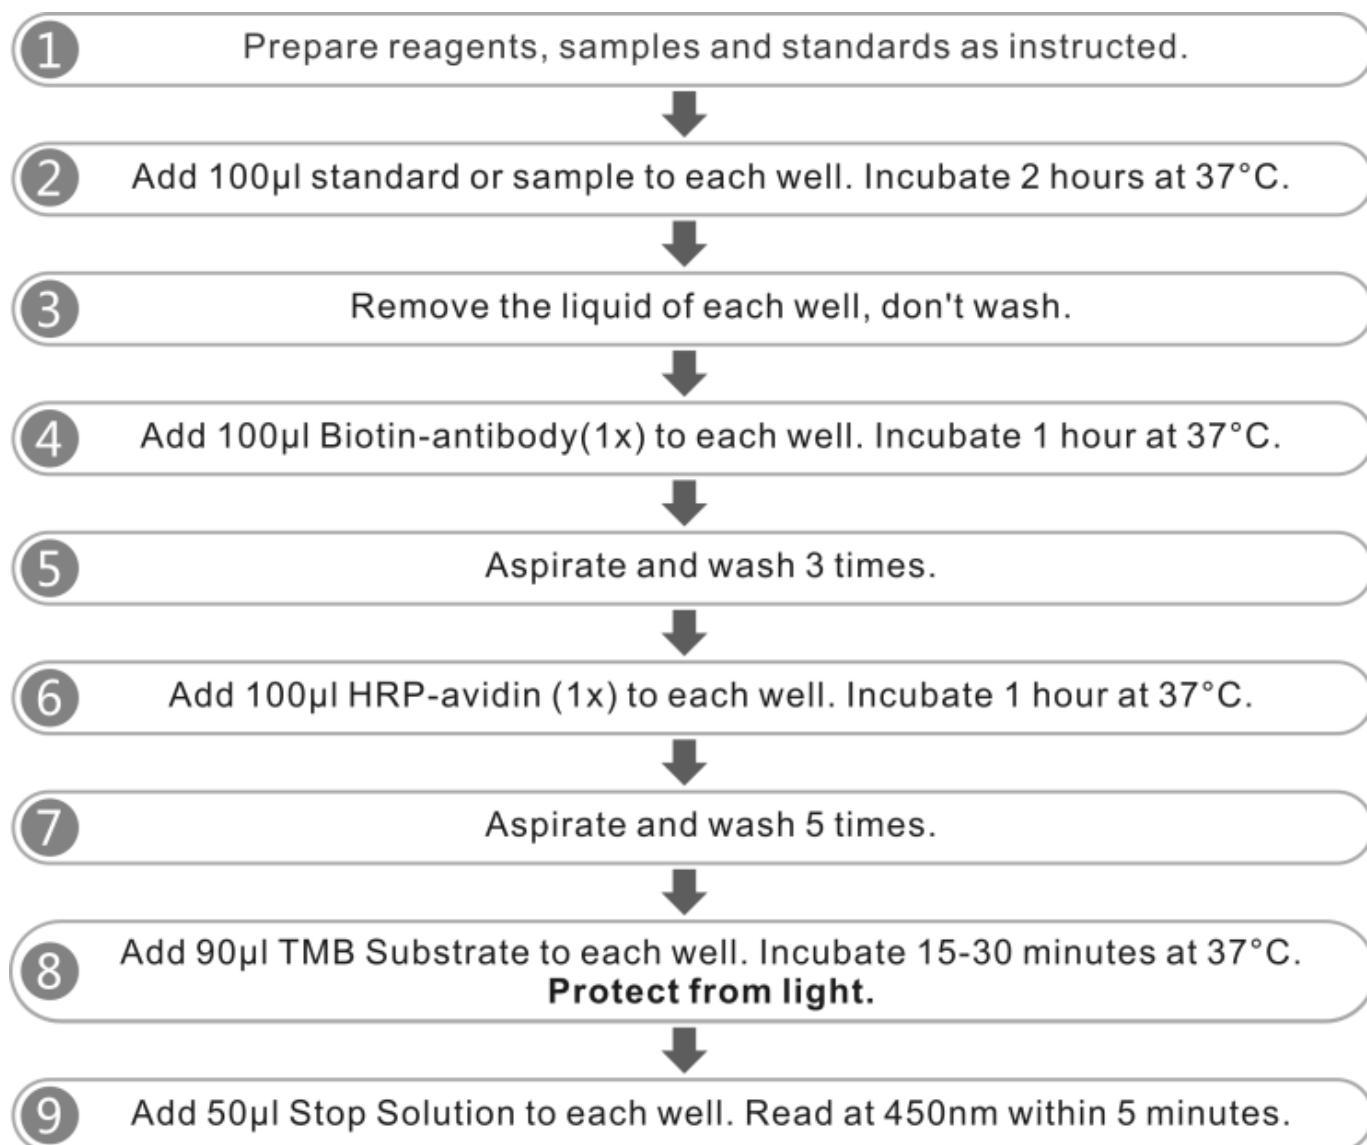 1 Prepare reagents, samples and standards as instructed.
2 Add 100µl standard or sample to each well. Incubate 2 hours at 37°C.
3 Remove the liquid of each well, don't wash.
4 Add 100µl Biotin-antibody(1x) to each well. Incubate 1 hour at 37°C.
5 Aspirate and wash 3 times.
6 Add 100µl HRP-avidin (1x) to each well. Incubate 1 hour at 37°C.
7 Aspirate and wash 5 times.
8 Add 90µl TMB Substrate to each well. Incubate 15-30 minutes at 37°C.
Protect from light.
9 Add 50µl Stop Solution to each well. Read at 450nm within 5 minutes.